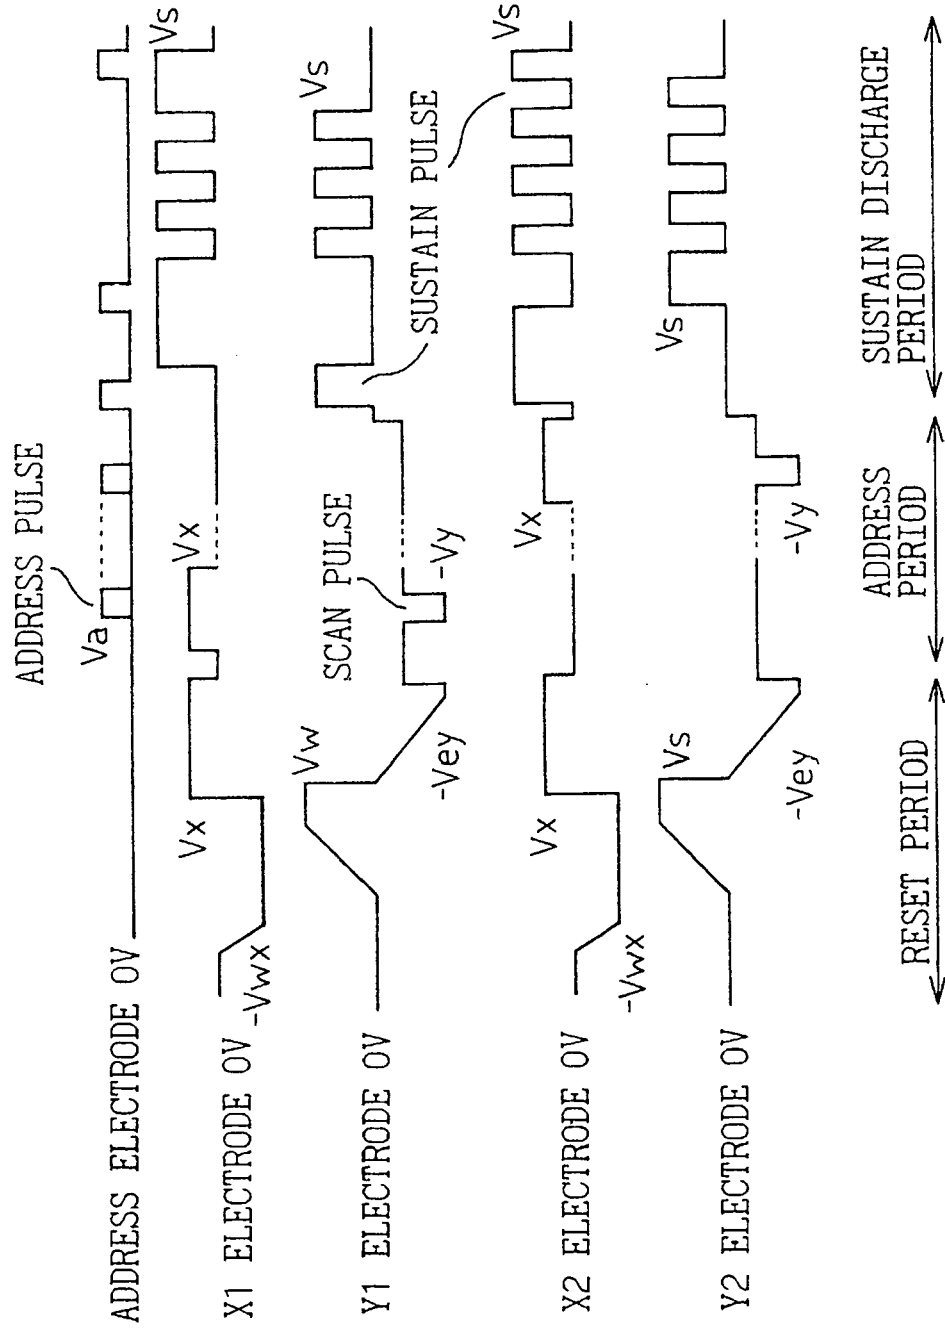 ADDRESS PULSE
Va
ADDRESS ELECTRODE 0V
Vs
Vx
Vx
X1 ELECTRODE 0V
-Vwx
SCAN PULSE
Vs
Vw
-Vy
-Vey
Y1 ELECTRODE 0V
SUSTAIN PULSE
Vs
Vx
Vx
X2 ELECTRODE 0V
-Vwx
Vs
Vs
-Vy
-Vey
Y2 ELECTRODE 0V
RESET PERIOD
ADDRESS
PERIOD
SUSTAIN DISCHARGE
PERIOD